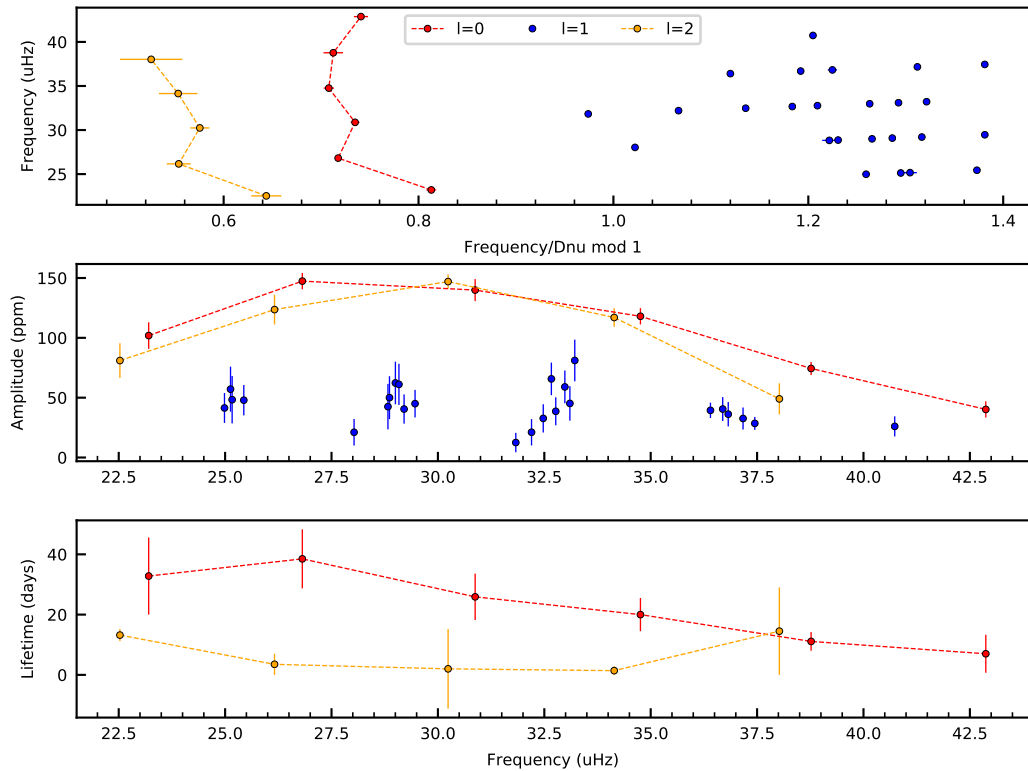 l=0 l=1 l=2
Frequency (uHz)
40
35
30
25
0.6 0.8 1.0 1.2 1.4
Frequency/Dnu mod 1
Amplitude (ppm)
150
100
50
0
22.5 25.0 27.5 30.0 32.5 35.0 37.5 40.0 42.5
Lifetime (days)
40
20
0
22.5 25.0 27.5 30.0 32.5 35.0 37.5 40.0 42.5
Frequency (uHz)